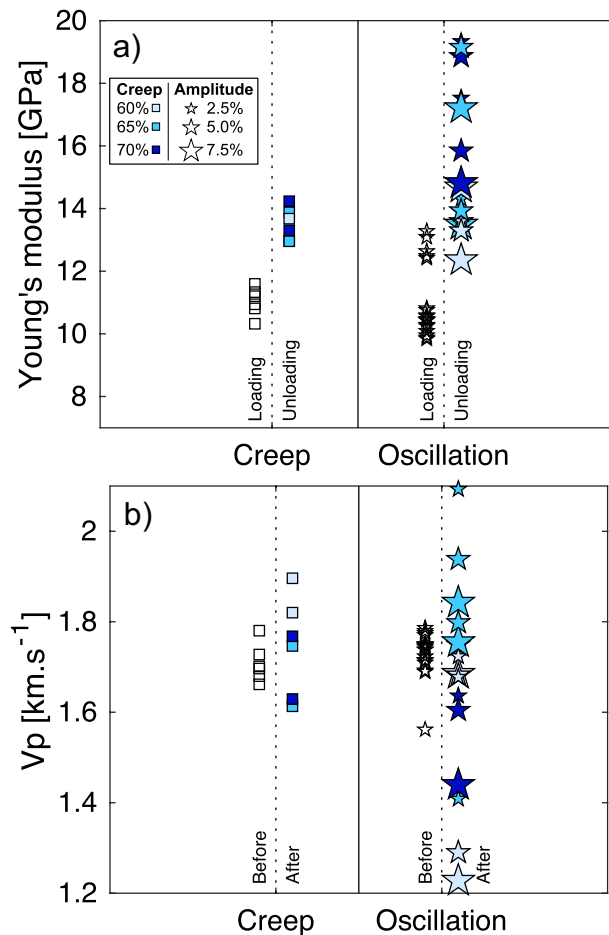 a)
Young's modulus [GPa]
20
18
16
14
12
10
8
Creep Amplitude
60% 2.5%
65% 5.0%
70% 7.5%
Loading
Unloading
Loading
Unloading
Creep Oscillation
b)
Vp [km.s⁻¹]
2
1.8
1.6
1.4
1.2
Before
After
Before
After
Creep Oscillation